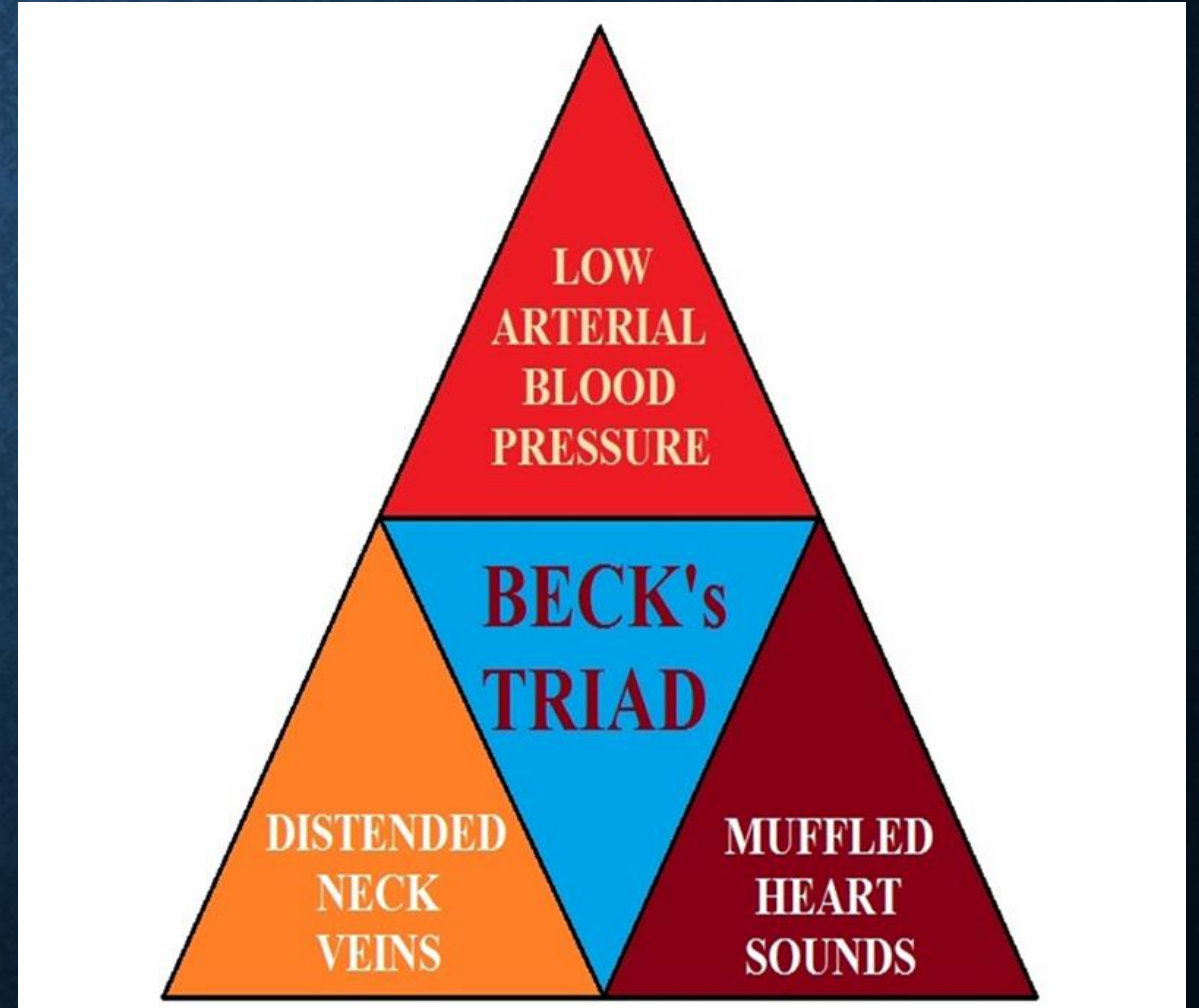 LOW
ARTERIAL
BLOOD
PRESSURE
BECK's
TRIAD
DISTENDED
NECK
VEINS
MUFFLED
HEART
SOUNDS